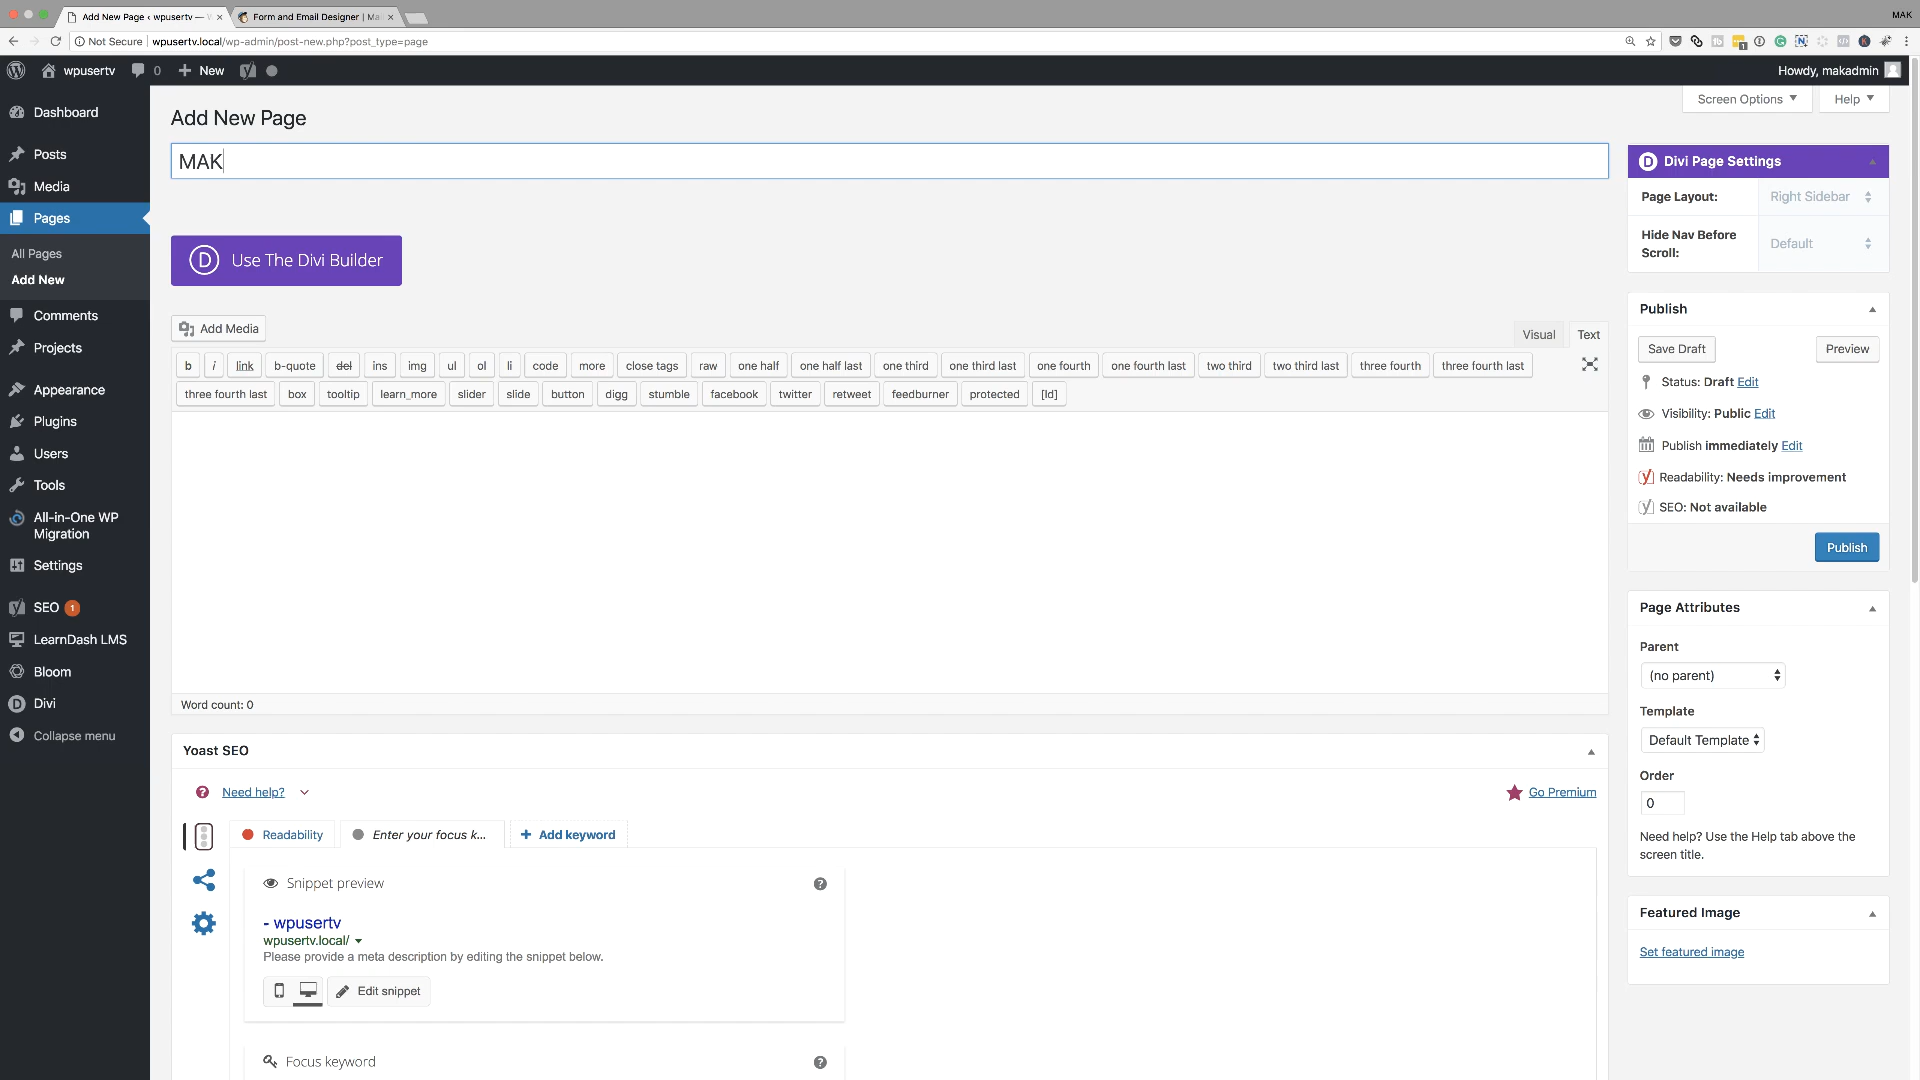 Add New Page ‹ wpusertv —
Form and Email Designer | Mai
MAK
Not Secure
wpusertv.local/wp-admin/post-new.php?post_type=page
wpusertv
0
New
Howdy, makadmin
Screen Options
Help
Dashboard
Posts
Media
Pages
All Pages
Add New
Comments
Projects
Appearance
Plugins
Users
Tools
All-in-One WP
Migration
Settings
SEO 1
LearnDash LMS
Bloom
Divi
Collapse menu
Add New Page
MAK
D Use The Divi Builder
Add Media
Visual
Text
b i link b-quote del ins img ul ol li code more close tags raw one half one half last one third one third last one fourth one fourth last two third two third last three fourth three fourth last
three fourth last box tooltip learn_more slider slide button digg stumble facebook twitter retweet feedburner protected [ld]
Word count: 0
Yoast SEO
Need help?
Go Premium
Readability
Enter your focus k...
+ Add keyword
Snippet preview
- wpusertv
wpusertv.local/
Please provide a meta description by editing the snippet below.
Edit snippet
Focus keyword
D Divi Page Settings
Page Layout:
Right Sidebar
Hide Nav Before
Scroll:
Default
Publish
Save Draft
Preview
Status: Draft Edit
Visibility: Public Edit
Publish immediately Edit
Readability: Needs improvement
SEO: Not available
Publish
Page Attributes
Parent
(no parent)
Template
Default Template
Order
0
Need help? Use the Help tab above the
screen title.
Featured Image
Set featured image